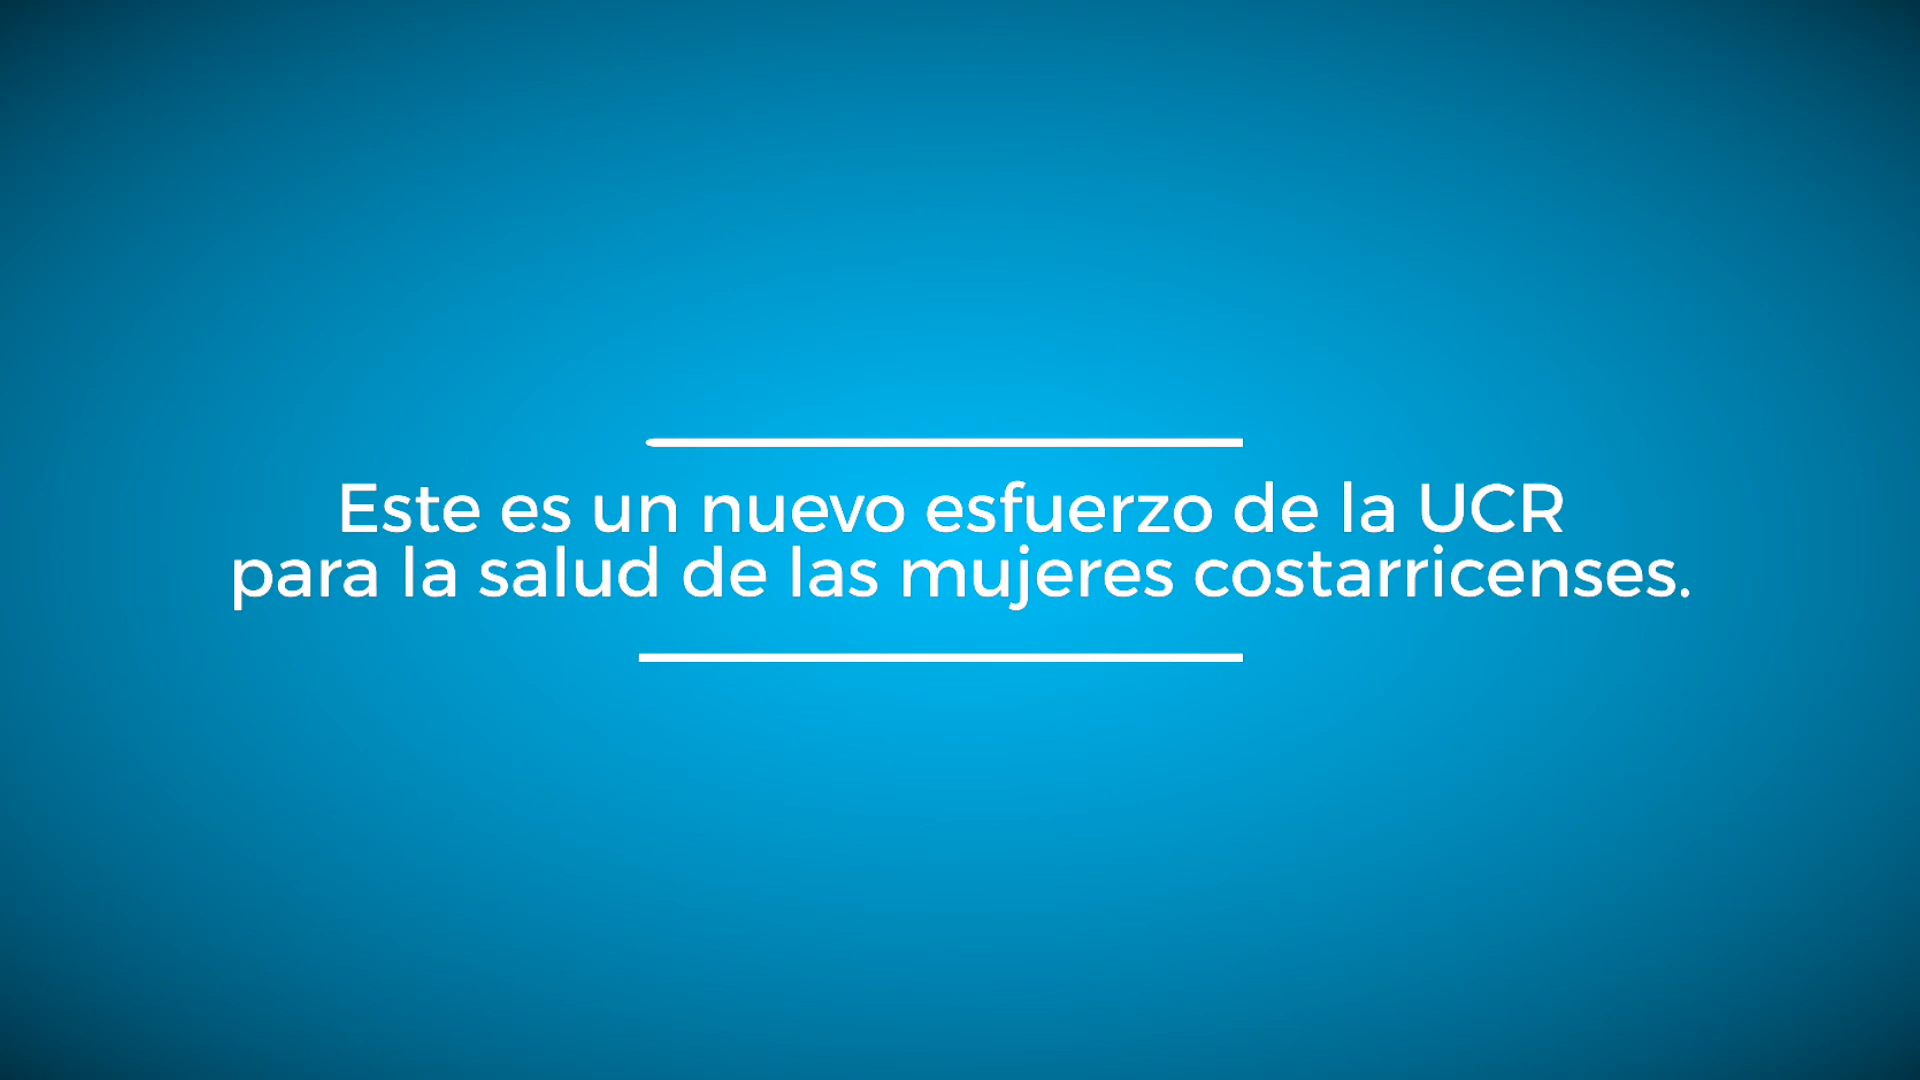 Este es un nuevo esfuerzo de la UCR
para la salud de las mujeres costarricenses.